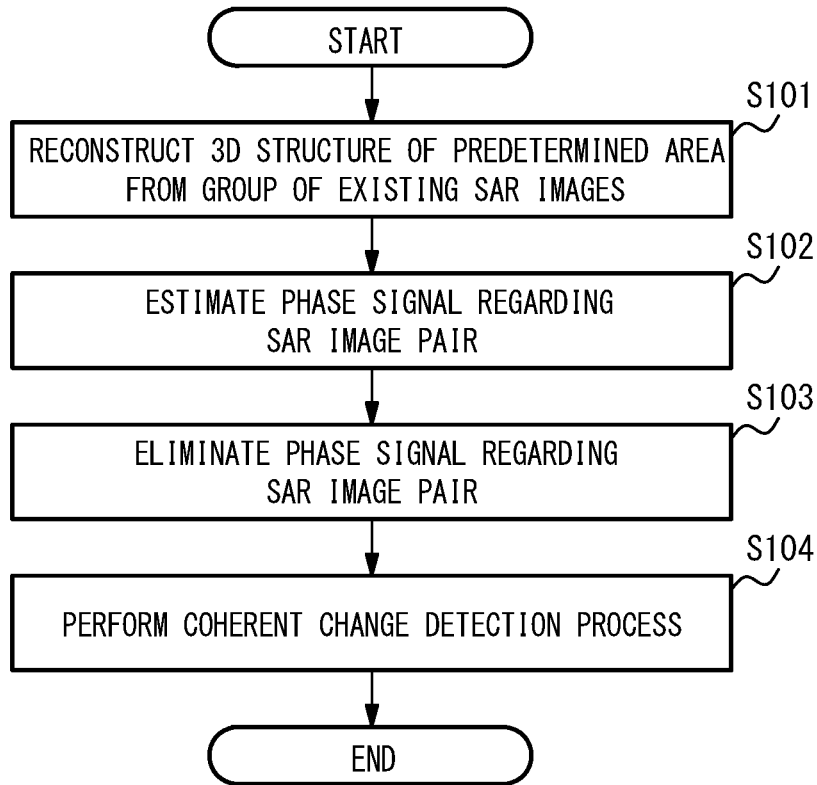 START
S101
RECONSTRUCT 3D STRUCTURE OF PREDETERMINED AREA
FROM GROUP OF EXISTING SAR IMAGES
S102
ESTIMATE PHASE SIGNAL REGARDING
SAR IMAGE PAIR
S103
ELIMINATE PHASE SIGNAL REGARDING
SAR IMAGE PAIR
S104
PERFORM COHERENT CHANGE DETECTION PROCESS
END